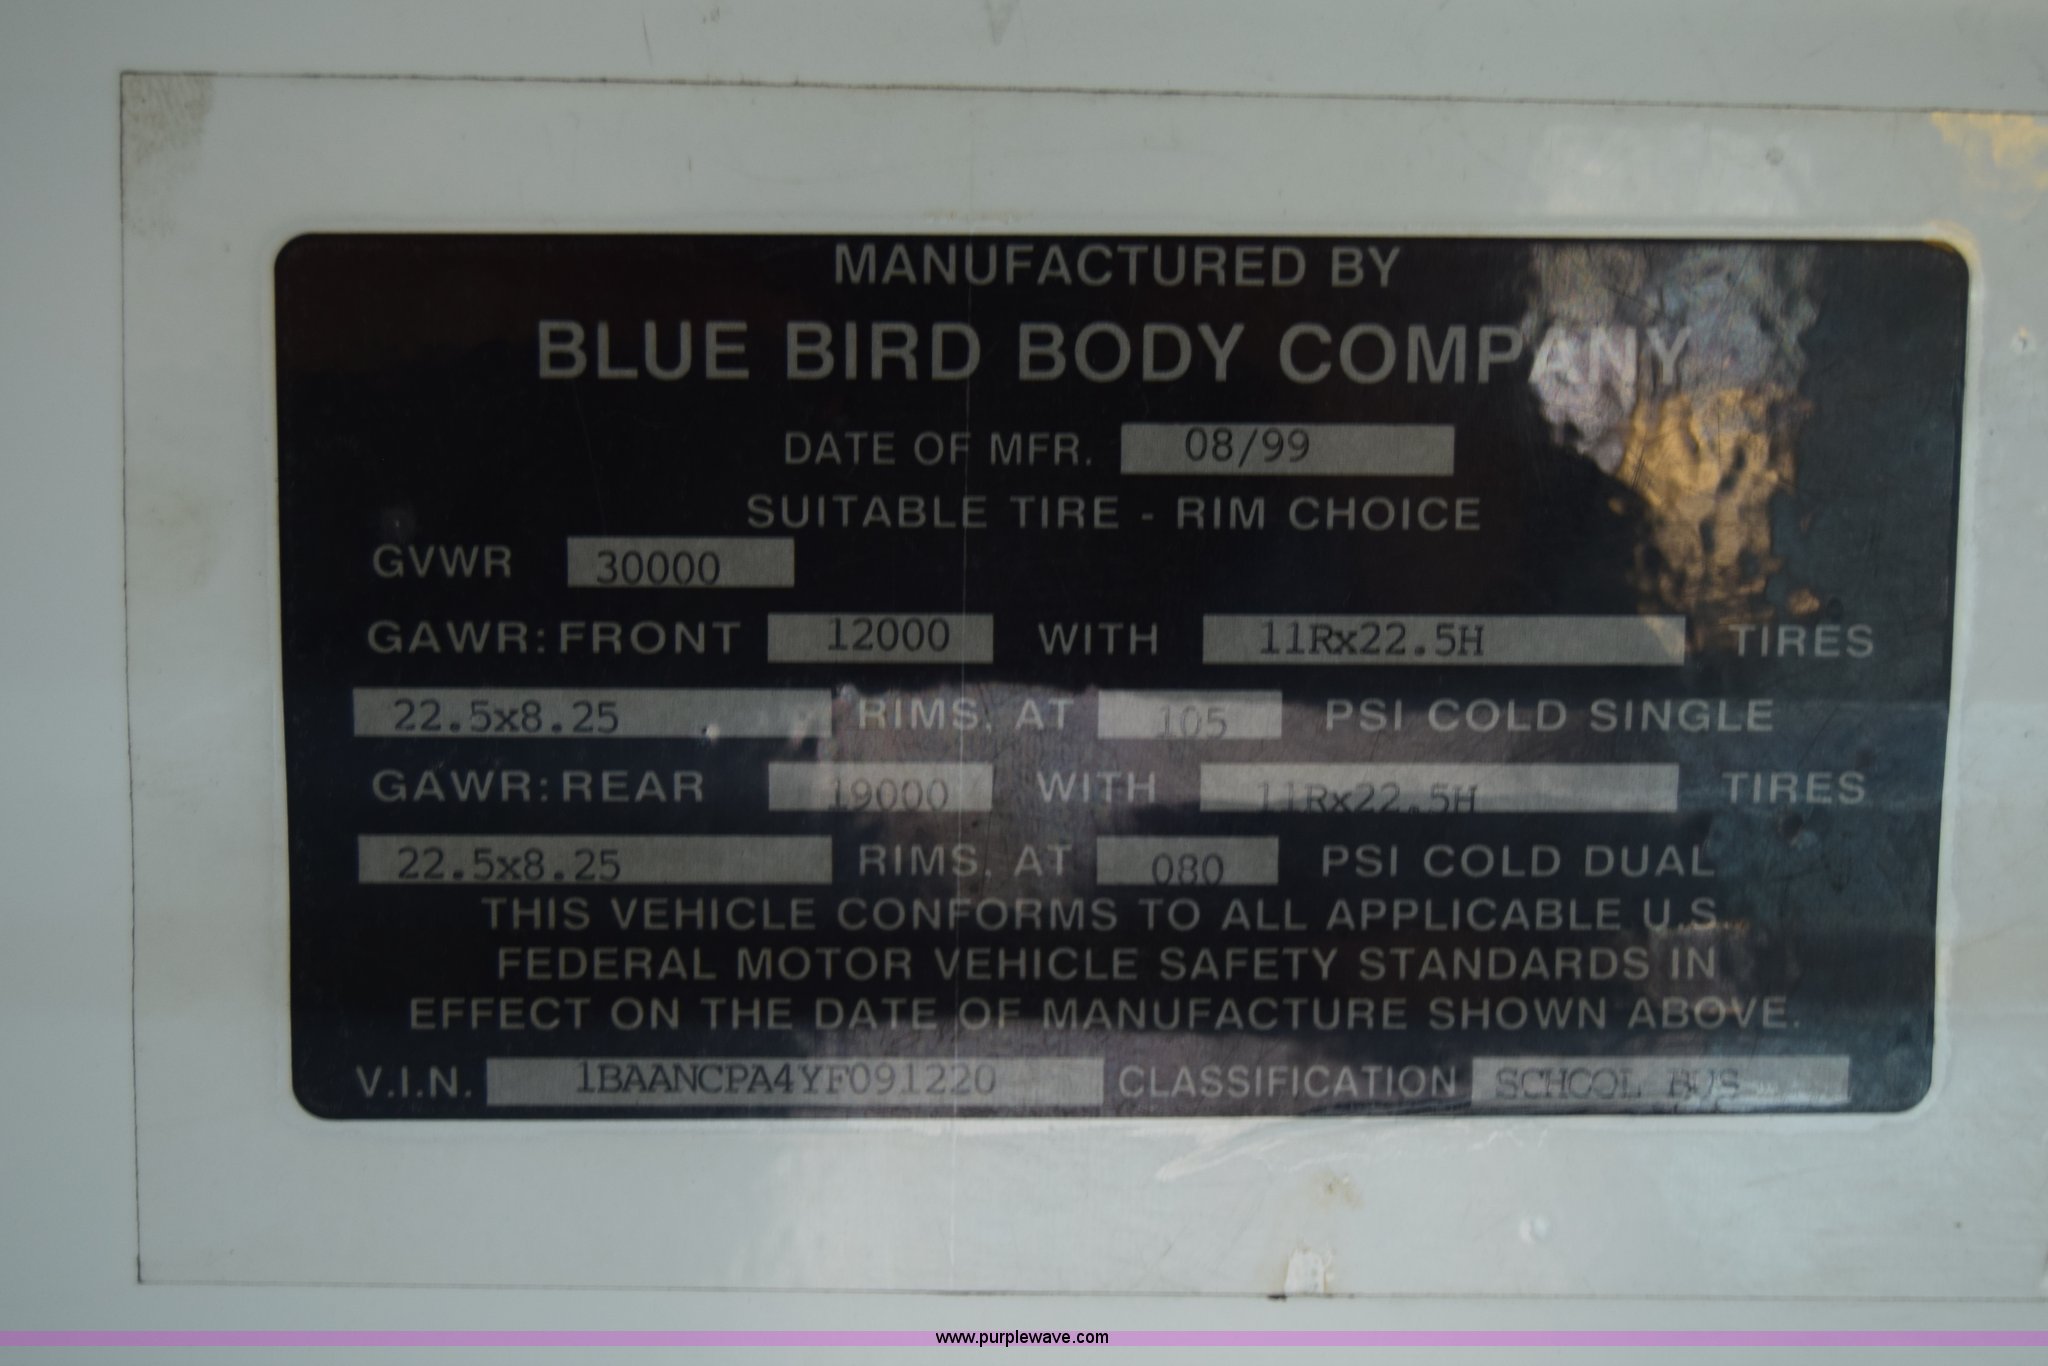 MANUFACTURED BY
BLUE BIRD BODY COMPANY
DATE OF MFR. 08/99
SUITABLE TIRE - RIM CHOICE
GVWR 30000
GAWR: FRONT 12000 WITH 11Rx22.5H TIRES
22.5x8.25 RIMS, AT 105 PSI COLD SINGLE
GAWR: REAR 19000 WITH 11Rx22.5H TIRES
22.5x8.25 RIMS, AT 080 PSI COLD DUAL
THIS VEHICLE CONFORMS TO ALL APPLICABLE U.S.
FEDERAL MOTOR VEHICLE SAFETY STANDARDS IN
EFFECT ON THE DATE OF MANUFACTURE SHOWN ABOVE.
V.I.N. 1BAANCPA4YF091220 CLASSIFICATION SCHOOL BUS
www.purplewave.com